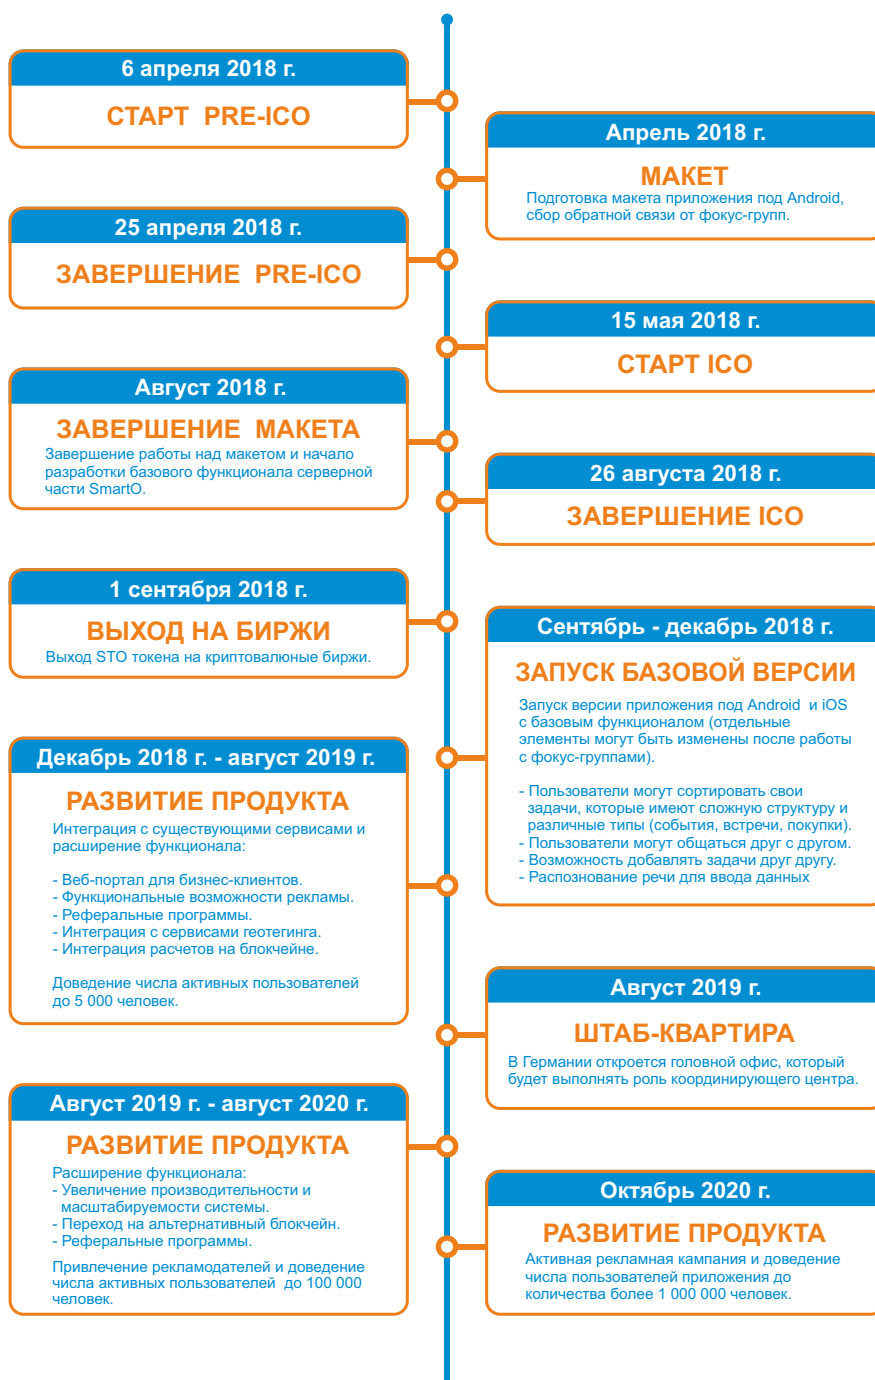 6 апреля 2018 г.
СТАРТ PRE-ICO
Апрель 2018 г.
МАКЕТ
Подготовка макета приложения под Android,
сбор обратной связи от фокус-групп.
25 апреля 2018 г.
ЗАВЕРШЕНИЕ PRE-ICO
15 мая 2018 г.
СТАРТ ICO
Август 2018 г.
ЗАВЕРШЕНИЕ МАКЕТА
Завершение работы над макетом и начало
разработки базового функционала серверной
части SmartO.
26 августа 2018 г.
ЗАВЕРШЕНИЕ ICO
1 сентября 2018 г.
ВЫХОД НА БИРЖИ
Выход STO токена на криптовалюные биржи.
Сентябрь - декабрь 2018 г.
ЗАПУСК БАЗОВОЙ ВЕРСИИ
Запуск версии приложения под Android и iOS
с базовым функционалом (отдельные
элементы могут быть изменены после работы
с фокус-группами).
- Пользователи могут сортировать свои
задачи, которые имеют сложную структуру и
различные типы (события, встречи, покупки).
- Пользователи могут общаться друг с другом.
- Возможность добавлять задачи друг другу.
- Распознование речи для ввода данных
Декабрь 2018 г. - август 2019 г.
РАЗВИТИЕ ПРОДУКТА
Интеграция с существующими сервисами и
расширение функционала:
- Веб-портал для бизнес-клиентов.
- Функциональные возможности рекламы.
- Реферальные программы.
- Интеграция с сервисами геотегинга.
- Интеграция расчетов на блокчейне.
Доведение числа активных пользователей
до 5 000 человек.
Август 2019 г.
ШТАБ-КВАРТИРА
В Германии откроется головной офис, который
будет выполнять роль координирующего центра.
Август 2019 г. - август 2020 г.
РАЗВИТИЕ ПРОДУКТА
Расширение функционала:
- Увеличение производительности и
масштабируемости системы.
- Переход на альтернативный блокчейн.
- Реферальные программы.
Привлечение рекламодателей и доведение
числа активных пользователей до 100 000
человек.
Октябрь 2020 г.
РАЗВИТИЕ ПРОДУКТА
Активная рекламная кампания и доведение
числа пользователей приложения до
количества более 1 000 000 человек.